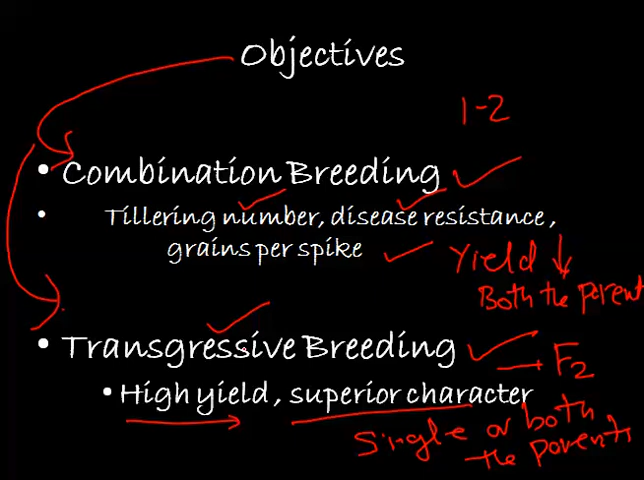 Objectives
1-2
• Combination Breeding
• Tillering number, disease resistance,
grains per spike
Yield ↓
Both the parent
• Transgressive Breeding
→ F2
• High yield, superior character
Single or both
the parents